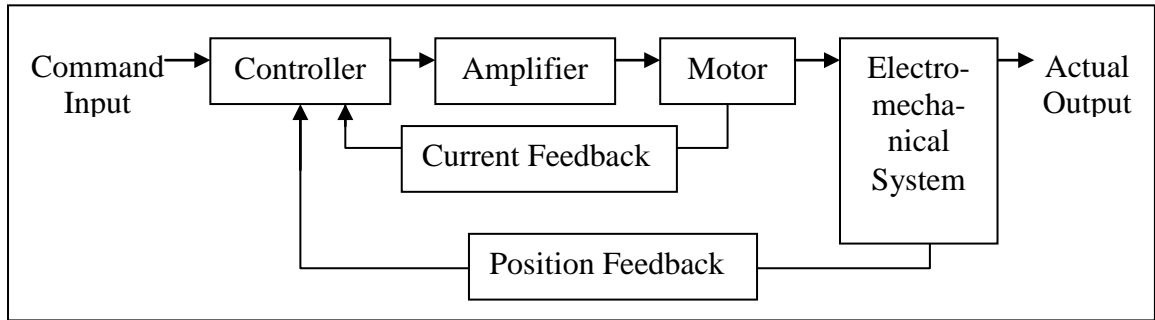 Command
Input
Controller
Amplifier
Motor
Electro-
mecha-
nical
System
Actual
Output
Current Feedback
Position Feedback